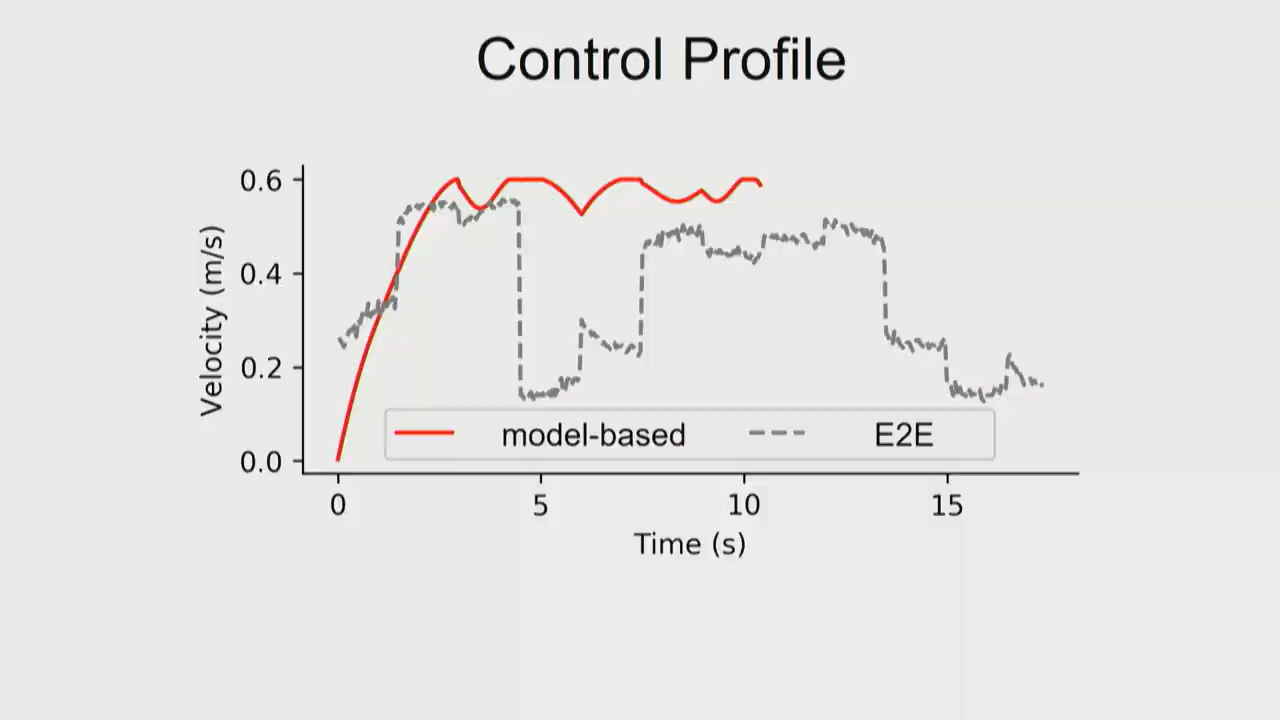 Control Profile
0.6
0.4
0.2
0.0
Velocity (m/s)
model-based E2E
0 5 10 15
Time (s)